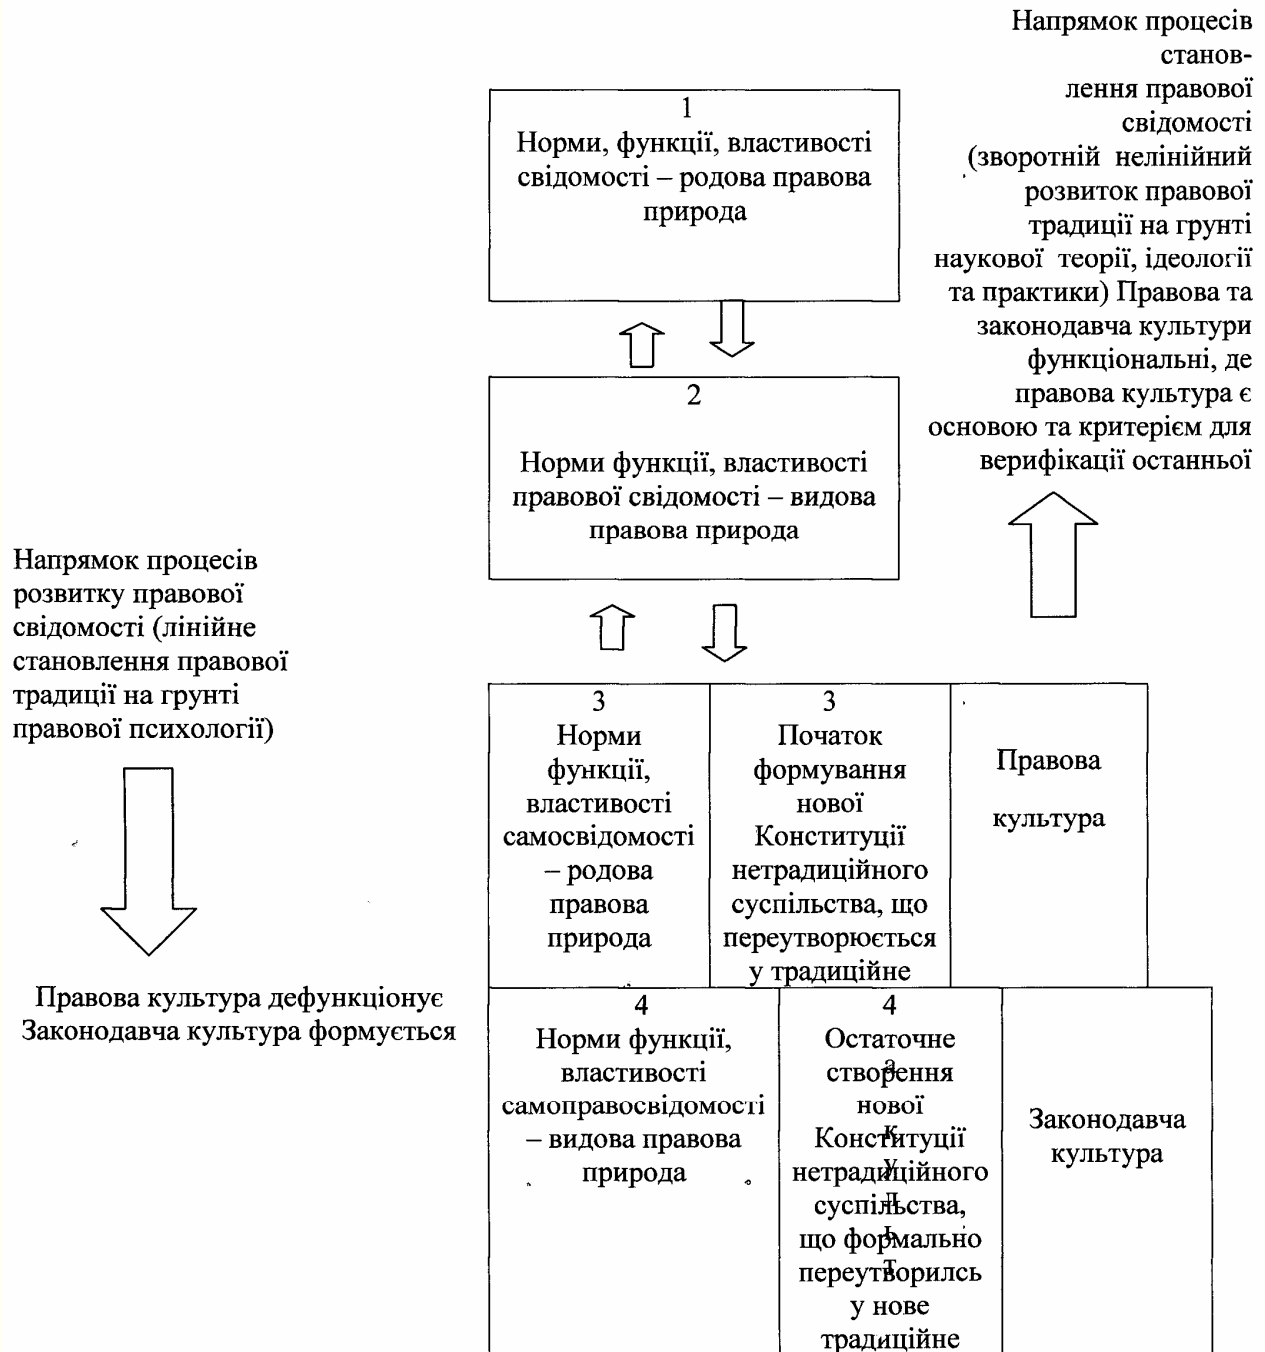 Напрямок процесів
станов-
лення правової
свідомості
(зворотній нелінійний
розвиток правової
традиції на грунті
наукової теорії, ідеології
та практики) Правова та
законодавча культури
функціональні, де
правова культура є
основою та критерієм для
верифікації останньої
1
Норми, функції, властивості
свідомості – родова правова
природа
2
Норми функції, властивості
правової свідомості – видова
правова природа
Напрямок процесів
розвитку правової
свідомості (лінійне
становлення правової
традиції на грунті
правової психології)
Правова культура дефункціонує
Законодавча культура формується
3
Норми
функції,
властивості
самосвідомості
– родова
правова
природа
3
Початок
формування
нової
Конституції
нетрадиційного
суспільства, що
переутворюється
у традиційне
Правова
культура
4
Норми функції,
властивості
самоправосвідомості
– видова правова
природа
4
Остаточне
створення
нової
Конституції
нетрадиційного
суспільства,
що формально
переутворилсь
у нове
традиційне
а
к
у
л
ь
т
Законодавча
культура